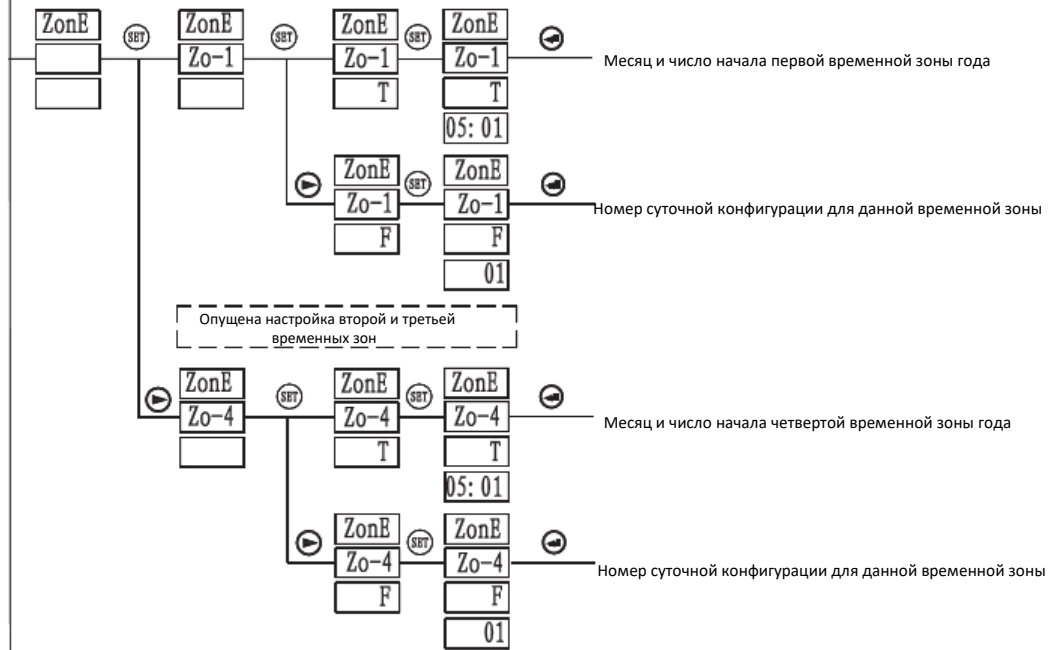 ZonE
SET
ZonE
Zo-1
SET
ZonE
Zo-1
T
SET
ZonE
Zo-1
T
05: 01
Месяц и число начала первой временной зоны года
ZonE
Zo-1
F
SET
ZonE
Zo-1
F
01
Номер суточной конфигурации для данной временной зоны
Опущена настройка второй и третьей
временных зон
ZonE
Zo-4
SET
ZonE
Zo-4
T
SET
ZonE
Zo-4
T
05: 01
Месяц и число начала четвертой временной зоны года
ZonE
Zo-4
F
SET
ZonE
Zo-4
F
01
Номер суточной конфигурации для данной временной зоны